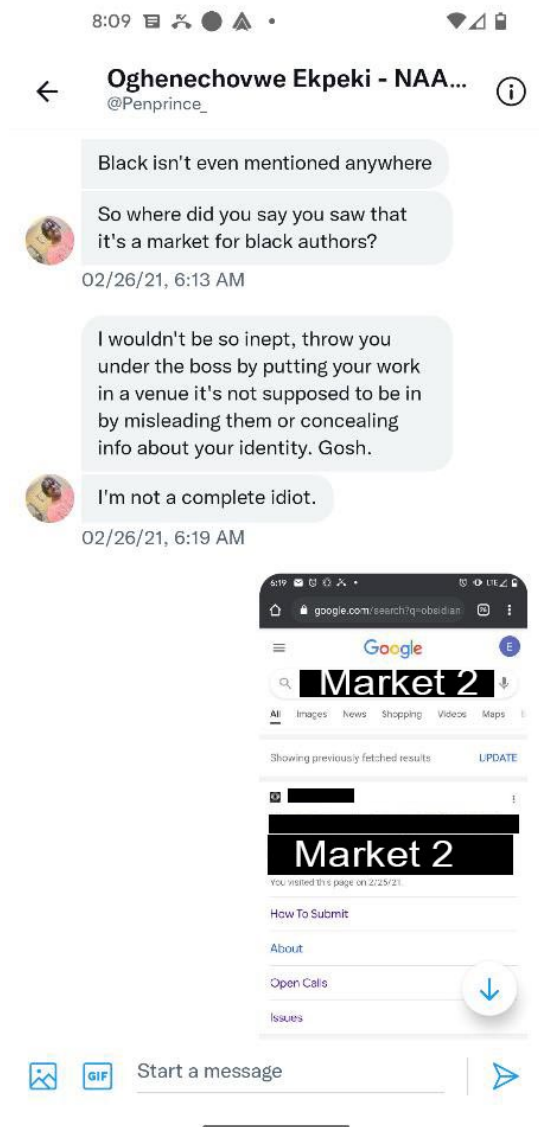 8:09
Oghenechovwe Ekpeki - NAA...
@Penprince_
Black isn't even mentioned anywhere
So where did you say you saw that
it's a market for black authors?
02/26/21, 6:13 AM
I wouldn't be so inept, throw you
under the boss by putting your work
in a venue it's not supposed to be in
by misleading them or concealing
info about your identity. Gosh.
I'm not a complete idiot.
02/26/21, 6:19 AM
6:19 LTE
google.com/search?q=obsidian
Google
E
Market 2
All Images News Shopping Videos Maps
Showing previously fetched results UPDATE
Market 2
You visited this page on 2/25/21.
How To Submit
About
Open Calls
Issues
GIF Start a message